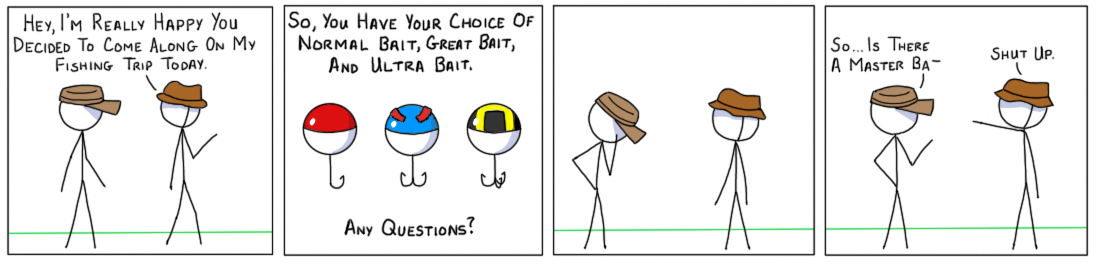 Hey, I'm Really Happy You
Decided To Come Along On My
Fishing Trip Today.
So, You Have Your Choice Of
Normal Bait, Great Bait,
And Ultra Bait.
Any Questions?
So...Is There
A Master Ba-
Shut Up.